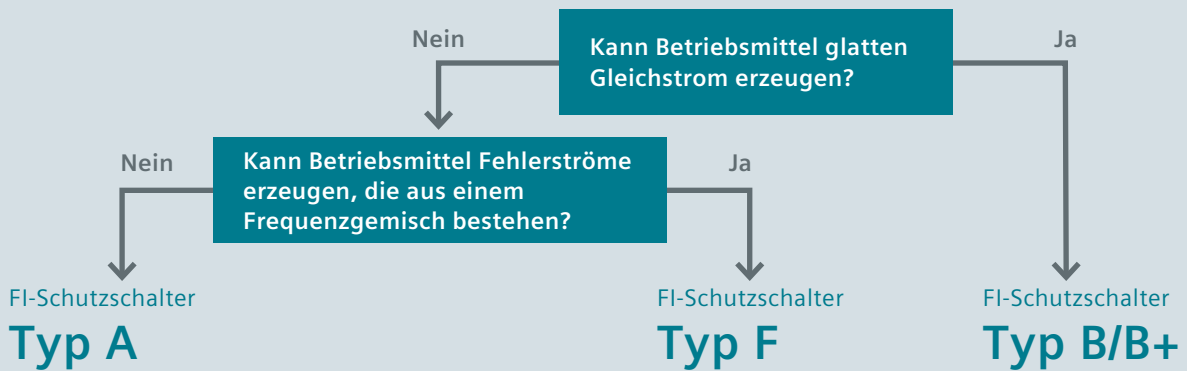 Nein
Kann Betriebsmittel glatten
Gleichstrom erzeugen?
Ja
Nein
Kann Betriebsmittel Fehlerströme
erzeugen, die aus einem
Frequenzgemisch bestehen?
Ja
FI-Schutzschalter
Typ A
FI-Schutzschalter
Typ F
FI-Schutzschalter
Typ B/B+